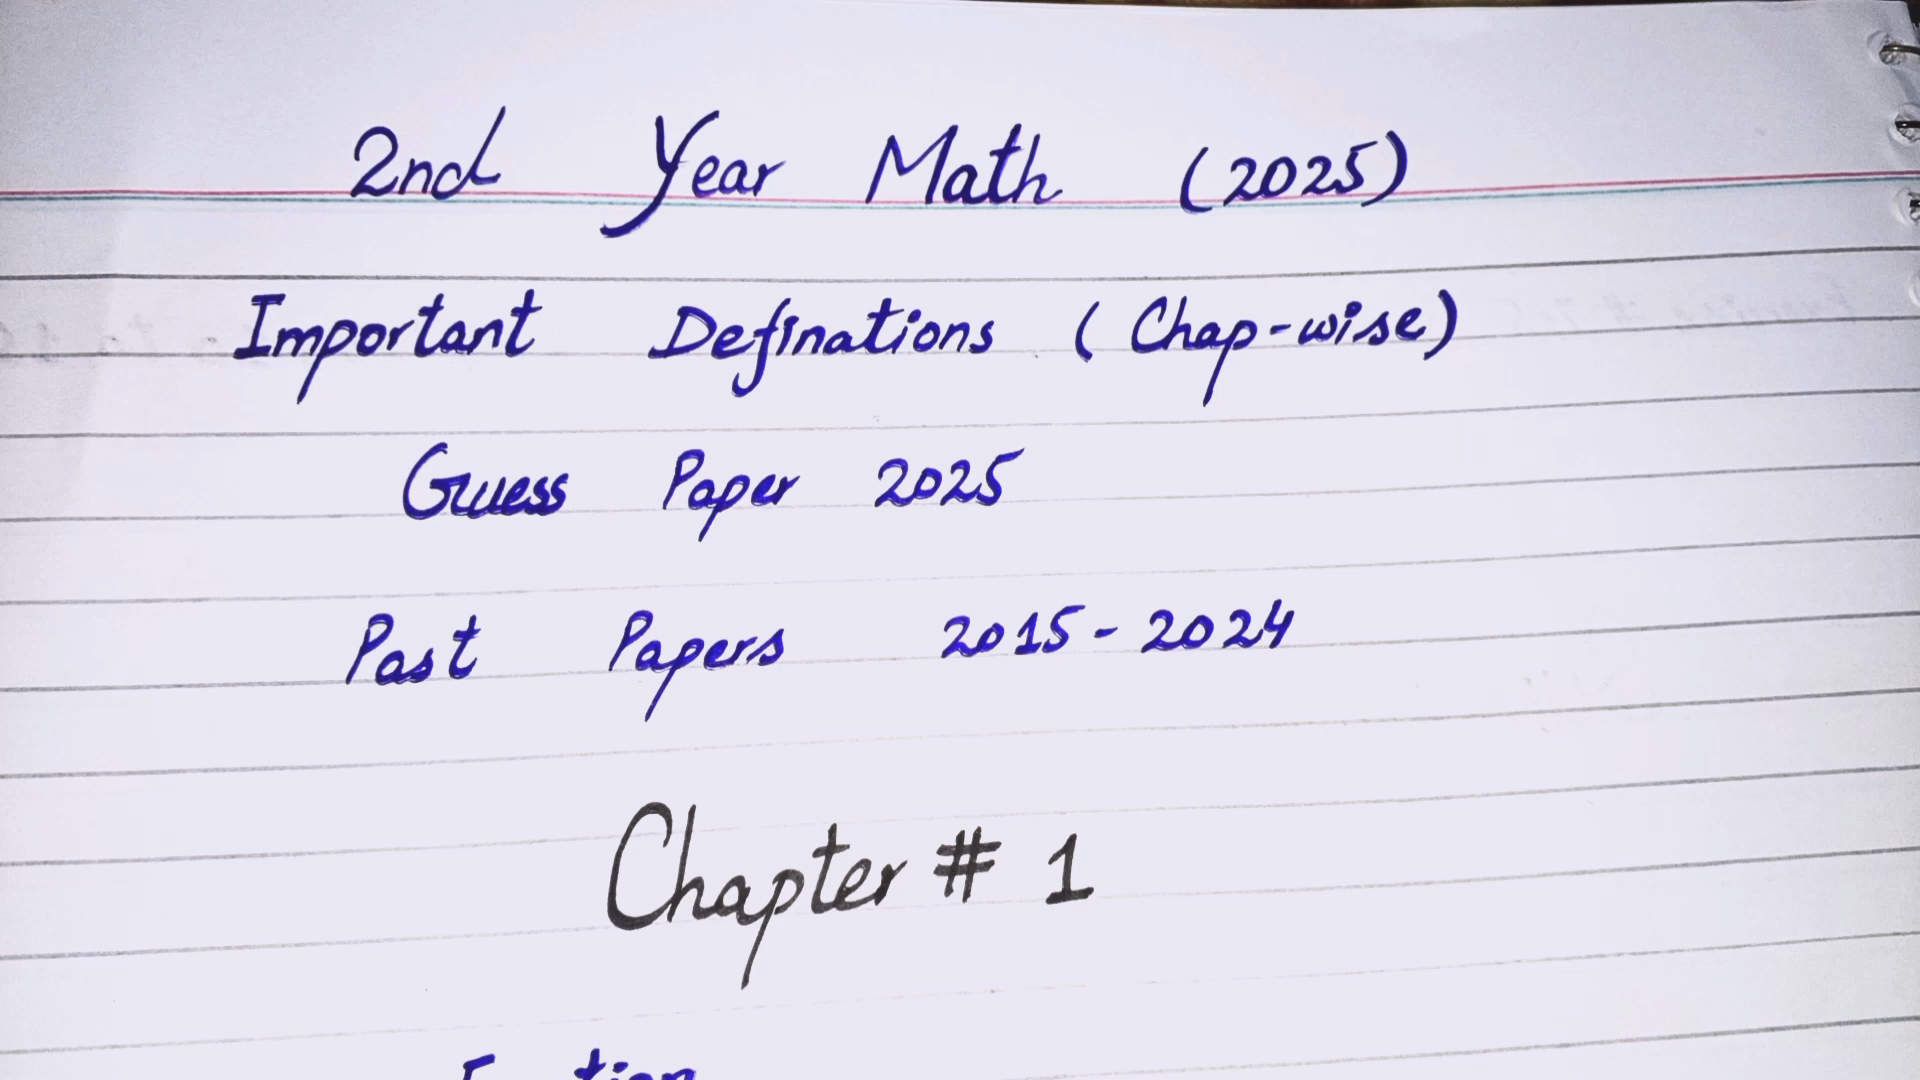 2nd Year Math (2025)
Important Definations (Chap-wise)
Guess Paper 2025
Past Papers 2015-2024
Chapter # 1